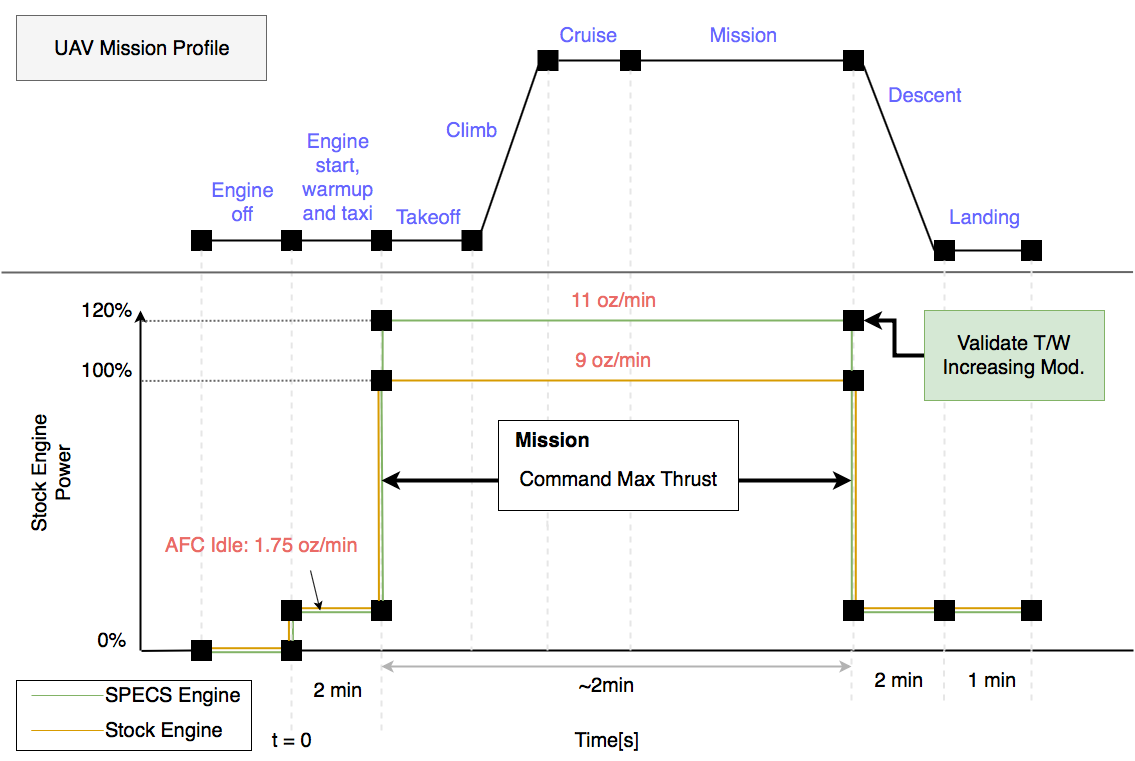 UAV Mission Profile
Cruise
Mission
Descent
Climb
Engine
start,
warmup
and taxi
Engine
off
Takeoff
Landing
120%
11 oz/min
100%
9 oz/min
Validate T/W
Increasing Mod.
Mission
Command Max Thrust
Stock Engine
Power
AFC Idle: 1.75 oz/min
0%
2 min
~2min
2 min
1 min
SPECS Engine
Stock Engine
t = 0
Time[s]